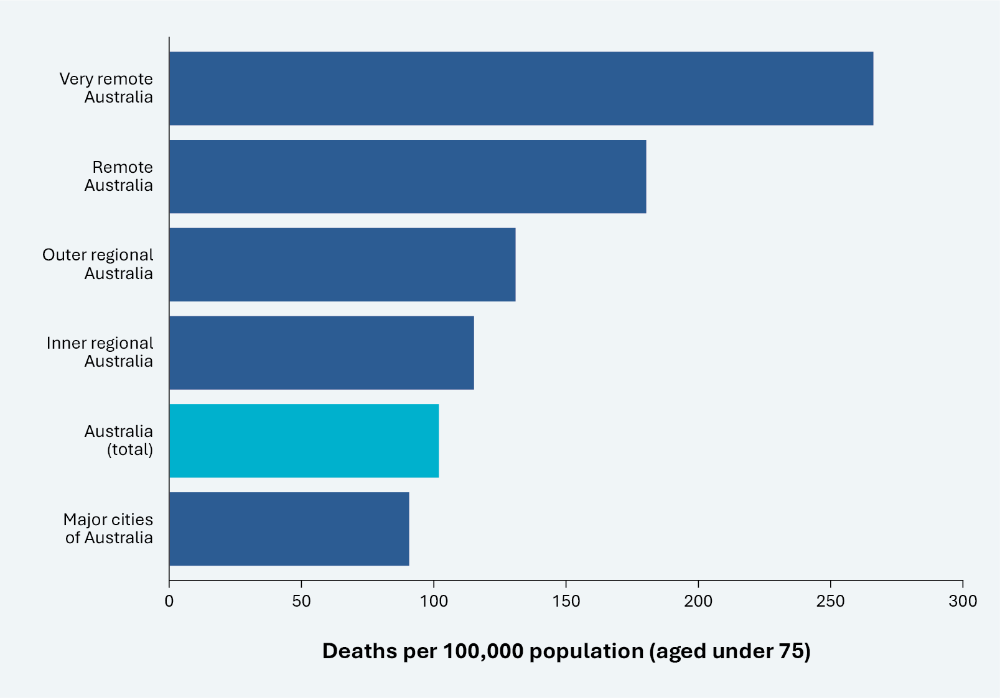 Very remote
Australia
Remote
Australia
Outer regional
Australia
Inner regional
Australia
Australia
(total)
Major cities
of Australia
0 50 100 150 200 250 300
Deaths per 100,000 population (aged under 75)